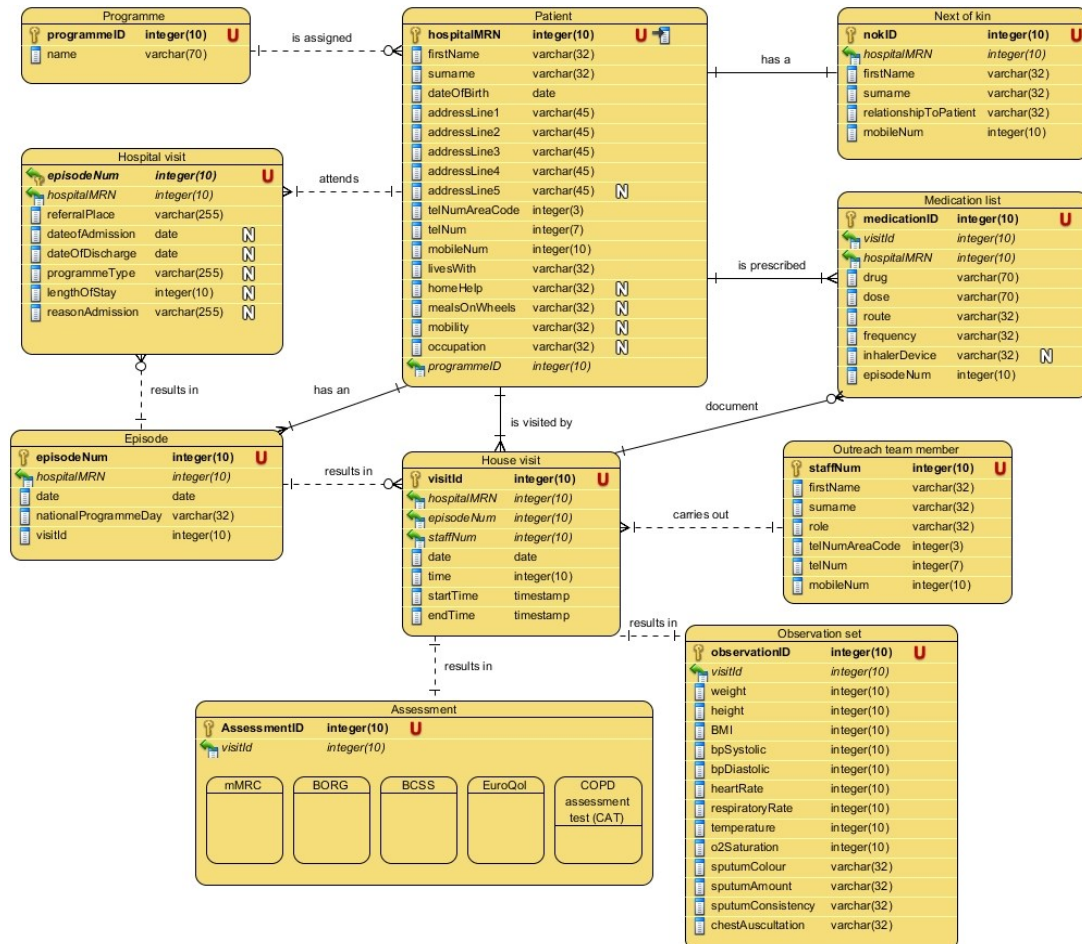 Programme
programmeID integer(10) U
name varchar(70)
is assigned
Patient
hospitalMRN integer(10) U
firstName varchar(32)
surname varchar(32)
dateOfBirth date
addressLine1 varchar(45)
addressLine2 varchar(45)
addressLine3 varchar(45)
addressLine4 varchar(45)
addressLine5 varchar(45) N
telNumAreaCode integer(3)
telNum integer(7)
mobileNum integer(10)
livesWith varchar(32)
homeHelp varchar(32) N
mealsOnWheels varchar(32) N
mobility varchar(32) N
occupation varchar(32) N
programmeID integer(10)
has a
Next of kin
nokID integer(10) U
hospitalMRN integer(10)
firstName varchar(32)
surname varchar(32)
relationshipToPatient varchar(32)
mobileNum integer(10)
Hospital visit
episodeNum integer(10) U
hospitalMRN integer(10)
referralPlace varchar(255)
dateofAdmission date N
dateOfDischarge date N
programmeType varchar(255) N
lengthOfStay integer(10) N
reasonAdmission varchar(255) N
attends
is prescribed
Medication list
medicationID integer(10) U
visitId integer(10)
hospitalMRN integer(10)
drug varchar(70)
dose varchar(70)
route varchar(32)
frequency varchar(32)
inhalerDevice varchar(32) N
episodeNum integer(10)
results in
has an
is visited by
document
Episode
episodeNum integer(10) U
hospitalMRN integer(10)
date date
nationalProgrammeDay varchar(32)
visitId integer(10)
results in
House visit
visitId integer(10) U
hospitalMRN integer(10)
episodeNum integer(10)
staffNum integer(10)
date date
time integer(10)
startTime timestamp
endTime timestamp
carries out
Outreach team member
staffNum integer(10) U
firstName varchar(32)
surname varchar(32)
role varchar(32)
telNumAreaCode integer(3)
telNum integer(7)
mobileNum integer(10)
results in
results in
Observation set
observationID integer(10) U
visitId integer(10)
weight integer(10)
height integer(10)
BMI integer(10)
bpSystolic integer(10)
bpDiastolic integer(10)
heartRate integer(10)
respiratoryRate integer(10)
temperature integer(10)
o2Saturation integer(10)
sputumColour varchar(32)
sputumAmount varchar(32)
sputumConsistency varchar(32)
chestAuscultation varchar(32)
Assessment
AssessmentID integer(10) U
visitId integer(10)
mMRC
BORG
BCSS
EuroQol
COPD
assessment
test (CAT)